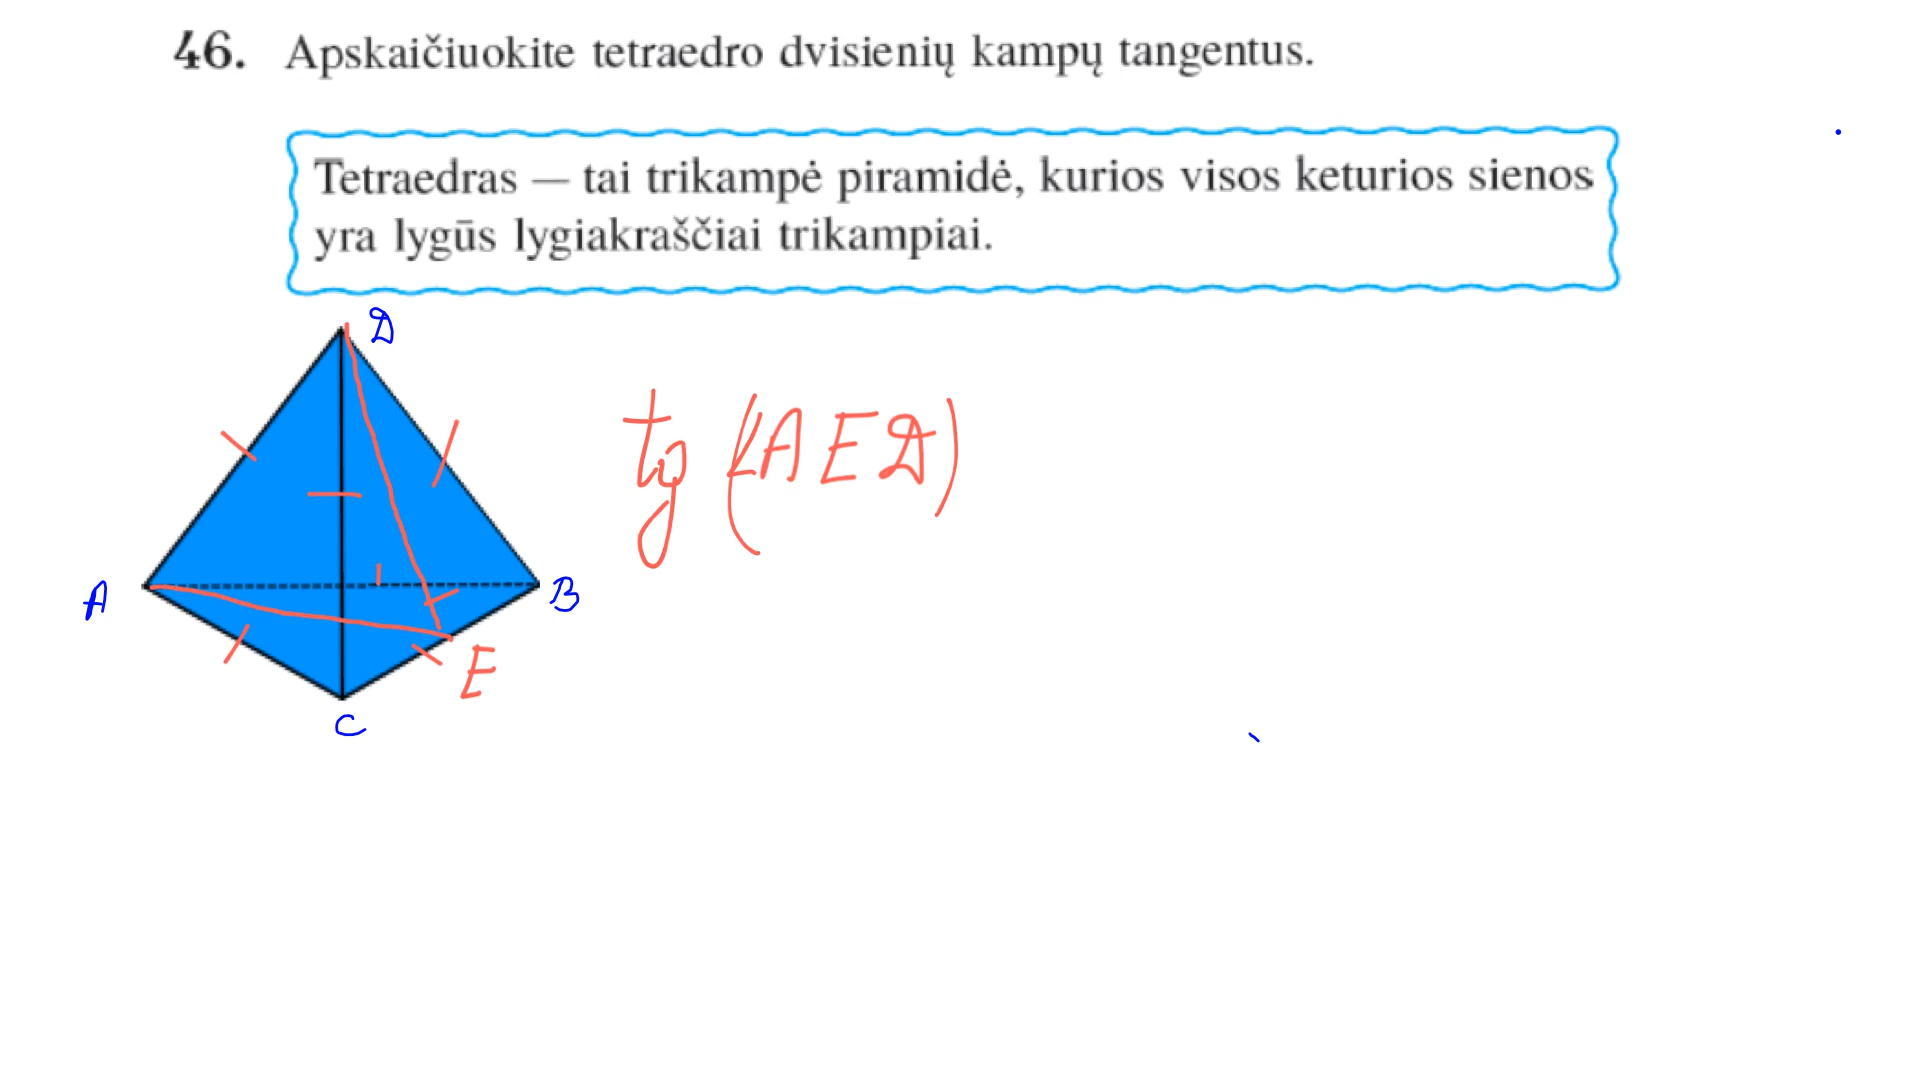 46. Apskaičiuokite tetraedro dvisienių kampų tangentus.
Tetraedras — tai trikampė piramidė, kurios visos keturios sienos
yra lygūs lygiakraščiai trikampiai.
D
tg (∠AED)
A
B
E
C